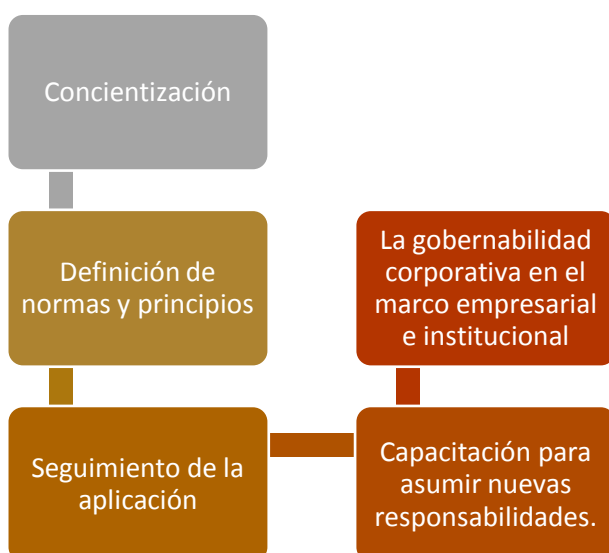 Concientización
Definición de
normas y principios
Seguimiento de la
aplicación
Capacitación para
asumir nuevas
responsabilidades.
La gobernabilidad
corporativa en el
marco empresarial
e institucional